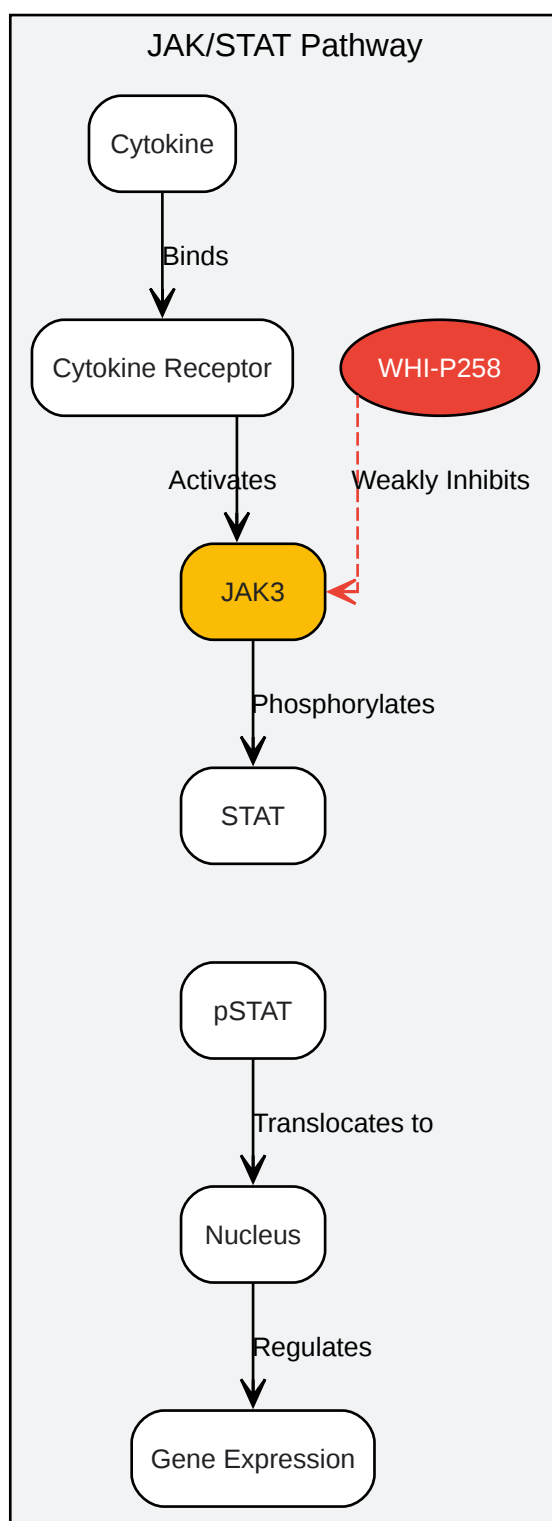 JAK/STAT Pathway
Cytokine
Binds
Cytokine Receptor
WHI-P258
Activates
Weakly Inhibits
JAK3
Phosphorylates
STAT
pSTAT
Translocates to
Nucleus
Regulates
Gene Expression